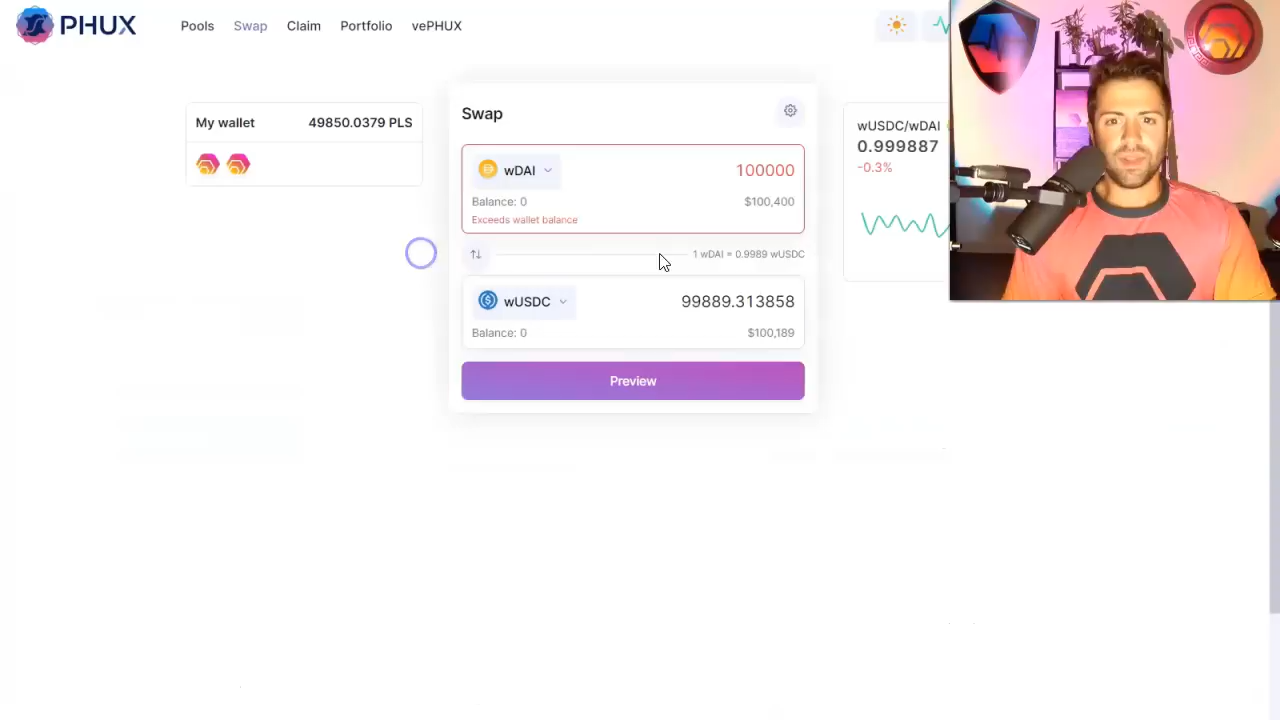 PHUX
Pools Swap Claim Portfolio vePHUX
My wallet 49850.0379 PLS
Swap
wDAI 100000
Balance: 0 $100,400
Exceeds wallet balance
1 wDAI = 0.9989 wUSDC
wUSDC 99889.313858
Balance: 0 $100,189
Preview
wUSDC/wDAI
0.999887
-0.3%